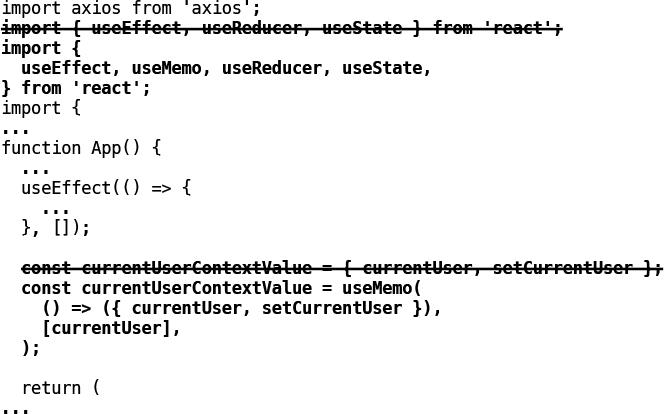 import axios from 'axios';
import { useEffect, useReducer, useState } from 'react';
import {
  useEffect, useMemo, useReducer, useState,
} from 'react';
import {
...
function App() {
  ...
  useEffect(() => {
    ...
  }, []);

  const currentUserContextValue = { currentUser, setCurrentUser };
  const currentUserContextValue = useMemo(
    () => ({ currentUser, setCurrentUser }),
    [currentUser],
  );

  return (
...